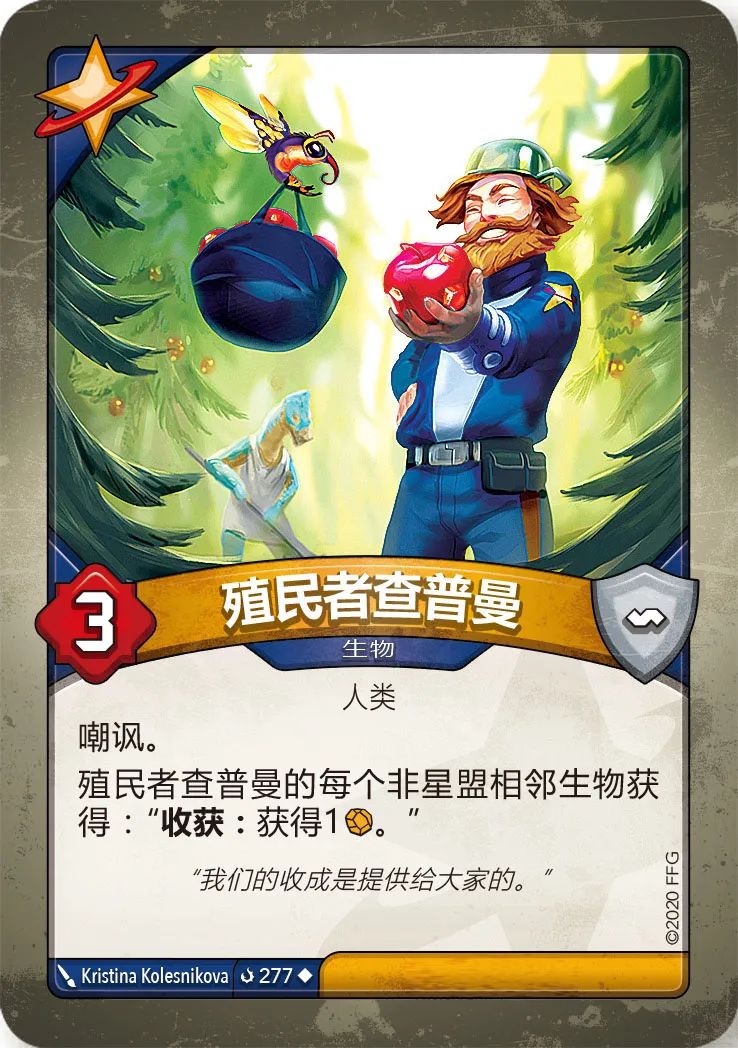 3
殖民者查普曼
生物
人类
嘲讽。
殖民者查普曼的每个非星盟相邻生物获
得：“收获：获得1。”
“我们的收成是提供给大家的。”
©2020 FFG
Kristina Kolesnikova 277